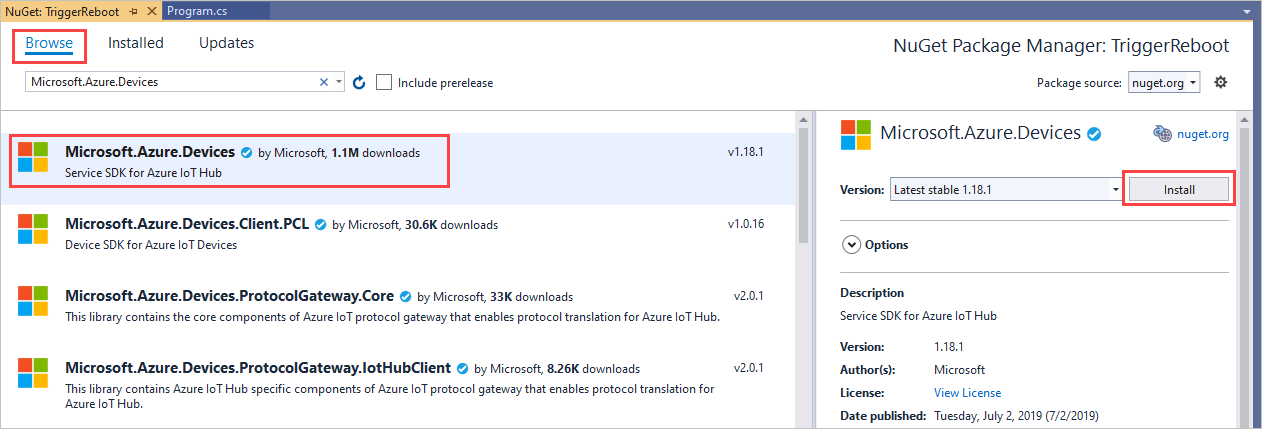 NuGet: TriggerReboot
Program.cs
Browse
Installed
Updates
NuGet Package Manager: TriggerReboot
Microsoft.Azure.Devices
Include prerelease
Package source: nuget.org
Microsoft.Azure.Devices by Microsoft, 1.1M downloads
v1.18.1
Service SDK for Azure IoT Hub
Microsoft.Azure.Devices.Client.PCL by Microsoft, 30.6K downloads
v1.0.16
Device SDK for Azure IoT Devices
Microsoft.Azure.Devices.ProtocolGateway.Core by Microsoft, 33K downloads
v2.0.1
This library contains the core components of Azure IoT protocol gateway that enables protocol translation for Azure IoT Hub.
Microsoft.Azure.Devices.ProtocolGateway.IotHubClient by Microsoft, 8.26K downloads
v2.0.1
This library contains Azure IoT Hub specific components of Azure IoT protocol gateway that enables protocol translation for
Azure IoT Hub.
Microsoft.Azure.Devices
nuget.org
Version: Latest stable 1.18.1
Install
Options
Description
Service SDK for Azure IoT Hub
Version: 1.18.1
Author(s): Microsoft
License: View License
Date published: Tuesday, July 2, 2019 (7/2/2019)